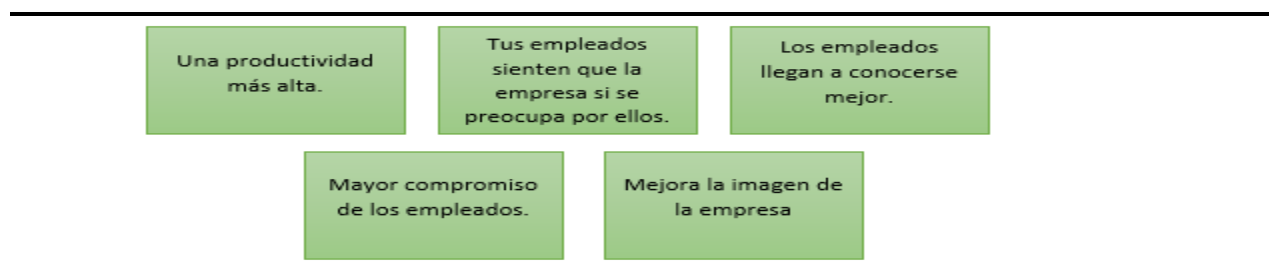 Una productividad
más alta.
Tus empleados
sienten que la
empresa si se
preocupa por ellos.
Los empleados
llegan a conocerse
mejor.
Mayor compromiso
de los empleados.
Mejora la imagen de
la empresa